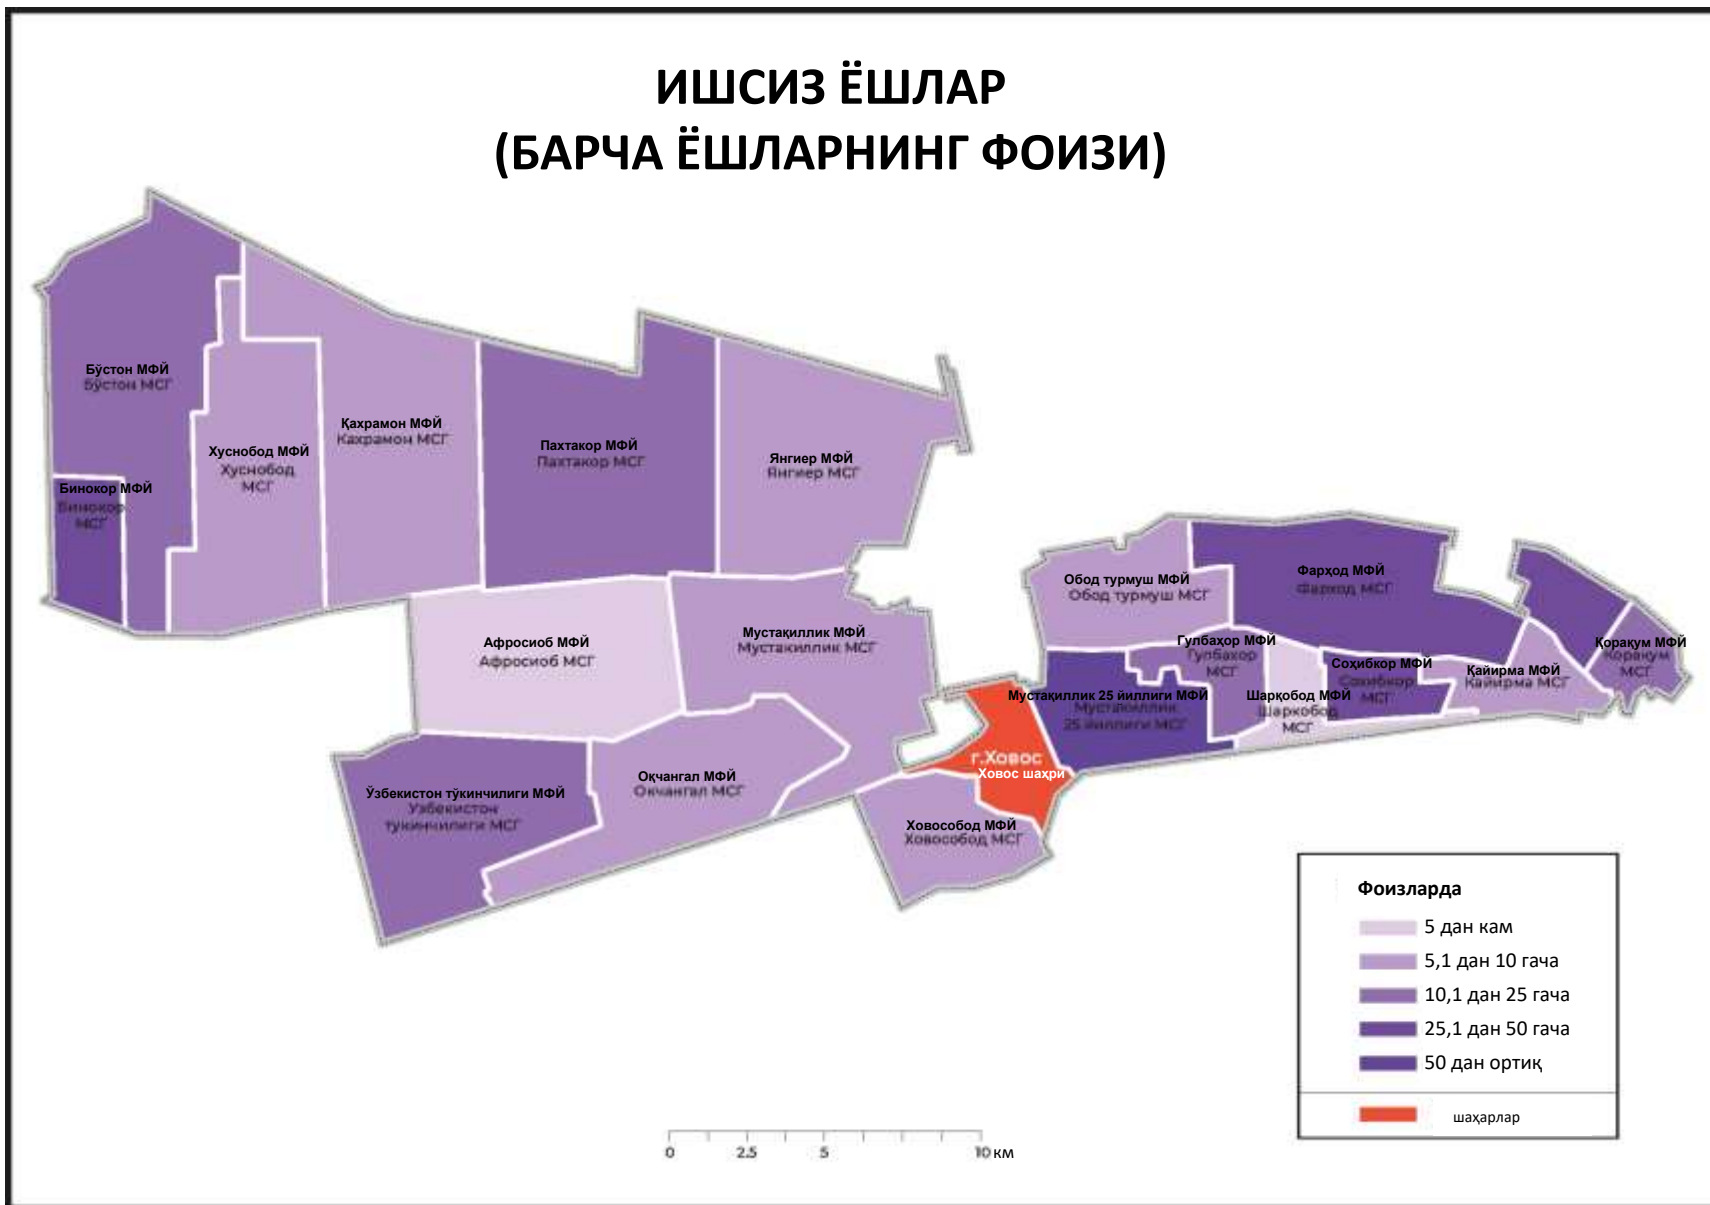 ИШСИЗ ЁШЛАР
(БАРЧА ЁШЛАРНИНГ ФОИЗИ)
Бўстон МФЙ
Бўстон МСГ
Қахрамон МФЙ
Кахрамон МСГ
Хуснобод МФЙ
Хуснобод
МСГ
Пахтакор МФЙ
Пахтакор МСГ
Янгиер МФЙ
Янгиер МСГ
Бинокор МФЙ
Бинокор
МСГ
Обод турмуш МФЙ
Обод турмуш МСГ
Фарҳод МФЙ
Фарход МСГ
Афросиоб МФЙ
Афросиоб МСГ
Мустақиллик МФЙ
Мустакиллик МСГ
Гулбаҳор МФЙ
Гулбахор
МСГ
Қорақум МФЙ
Коракум
МСГ
Соҳибкор МФЙ
Сохибкор
МСГ
Қайирма МФЙ
Кайирма МСГ
Мустақиллик 25 йиллиги МФЙ
Мустакиллик
25 йиллиги МСГ
Шарқобод МФЙ
Шаркобод
МСГ
г.Ховос
Ховос шаҳри
Оқчангал МФЙ
Окчангал МСГ
Ўзбекистон тўкинчилиги МФЙ
Узбекистон
тукинчилиги МСГ
Ховособод МФЙ
Ховособод МСГ
Фоизларда
5 дан кам
5,1 дан 10 гача
10,1 дан 25 гача
25,1 дан 50 гача
50 дан ортиқ
шаҳарлар
0 2.5 5 10 км